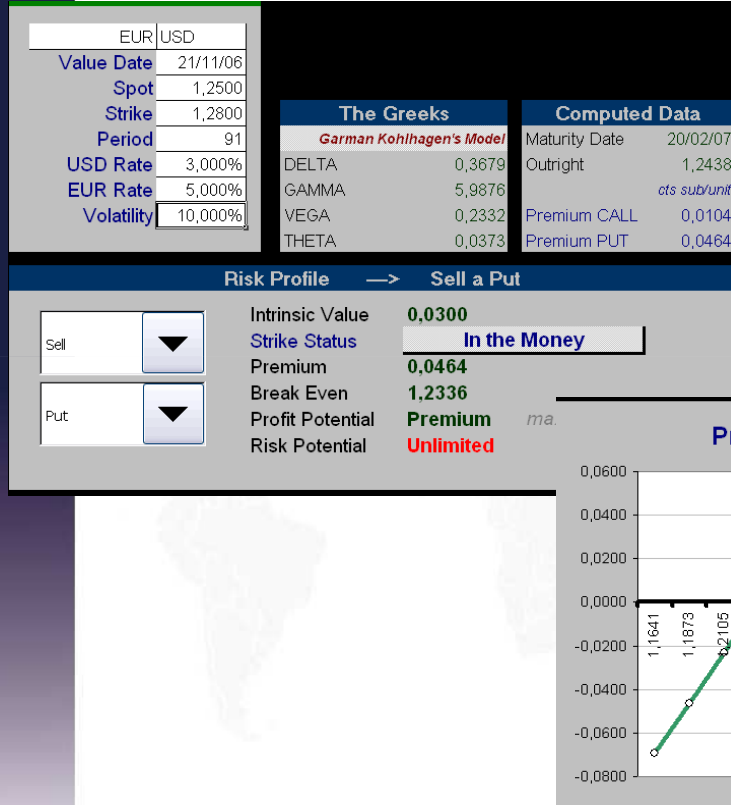 EUR USD
Value Date 21/11/06
Spot 1,2500
Strike 1,2800
Period 91
USD Rate 3,000%
EUR Rate 5,000%
Volatility 10,000%
The Greeks
Garman Kohlhagen's Model
DELTA 0,3679
GAMMA 5,9876
VEGA 0,2332
THETA 0,0373
Computed Data
Maturity Date 20/02/07
Outright 1,2438
cts sub/unit
Premium CALL 0,0104
Premium PUT 0,0464
Risk Profile —> Sell a Put
Sell
Put
Intrinsic Value 0,0300
Strike Status In the Money
Premium 0,0464
Break Even 1,2336
Profit Potential Premium
Risk Potential Unlimited
0,0600
0,0400
0,0200
0,0000
-0,0200
-0,0400
-0,0600
-0,0800
1,1641
1,1873
1,2105